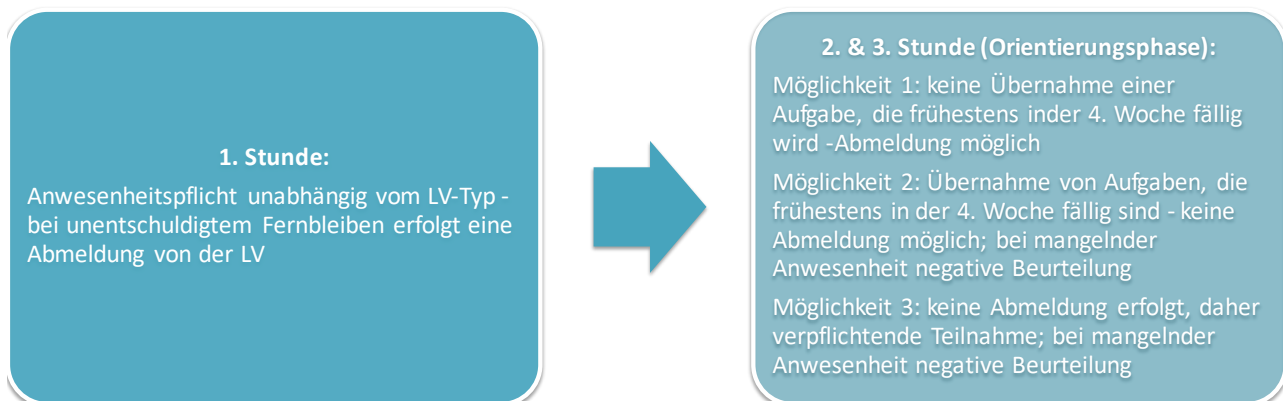 1. Stunde:
Anwesenheitspflicht unabhängig vom LV-Typ -
bei unentschuldigtem Fernbleiben erfolgt eine
Abmeldung von der LV
2. & 3. Stunde (Orientierungsphase):
Möglichkeit 1: keine Übernahme einer
Aufgabe, die frühestens inder 4. Woche fällig
wird -Abmeldung möglich
Möglichkeit 2: Übernahme von Aufgaben, die
frühestens in der 4. Woche fällig sind - keine
Abmeldung möglich; bei mangelnder
Anwesenheit negative Beurteilung
Möglichkeit 3: keine Abmeldung erfolgt, daher
verpflichtende Teilnahme; bei mangelnder
Anwesenheit negative Beurteilung